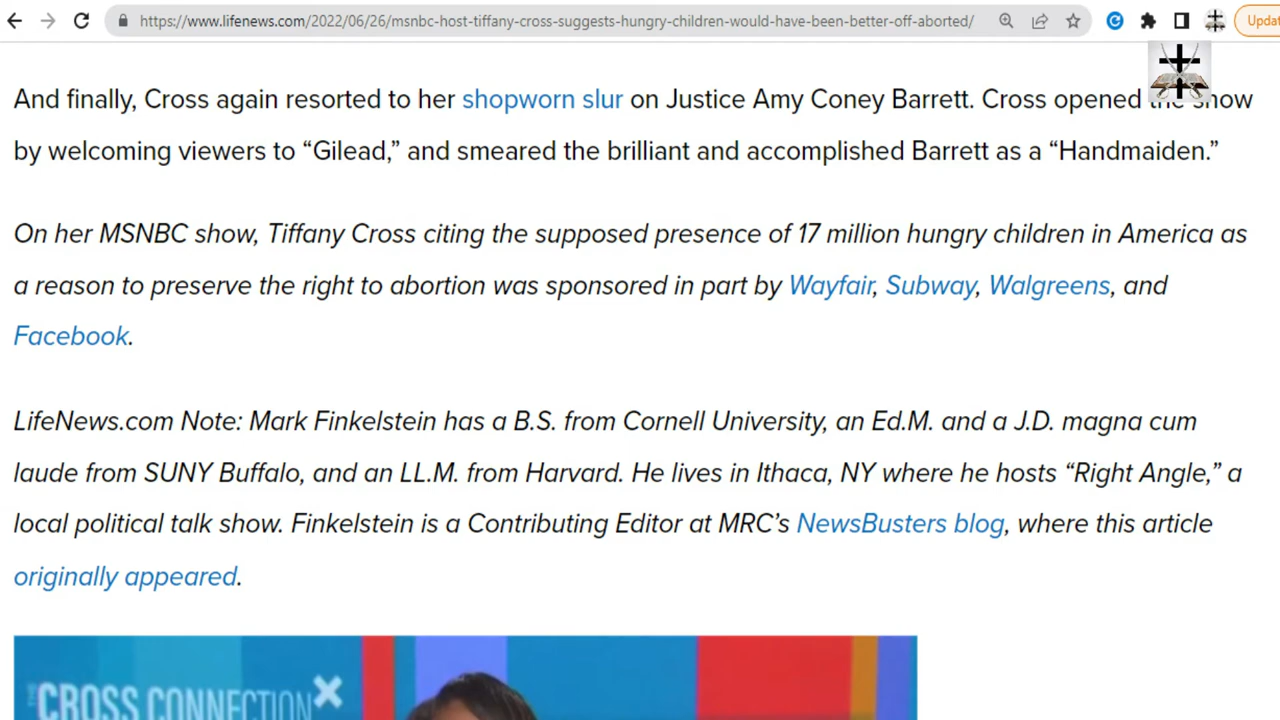 https://www.lifenews.com/2022/06/26/msnbc-host-tiffany-cross-suggests-hungry-children-would-have-been-better-off-aborted/
And finally, Cross again resorted to her shopworn slur on Justice Amy Coney Barrett. Cross opened the show
by welcoming viewers to “Gilead,” and smeared the brilliant and accomplished Barrett as a “Handmaiden.”
On her MSNBC show, Tiffany Cross citing the supposed presence of 17 million hungry children in America as
a reason to preserve the right to abortion was sponsored in part by Wayfair, Subway, Walgreens, and
Facebook.
LifeNews.com Note: Mark Finkelstein has a B.S. from Cornell University, an Ed.M. and a J.D. magna cum
laude from SUNY Buffalo, and an LL.M. from Harvard. He lives in Ithaca, NY where he hosts “Right Angle,” a
local political talk show. Finkelstein is a Contributing Editor at MRC’s NewsBusters blog, where this article
originally appeared.
THE CROSS CONNECTION